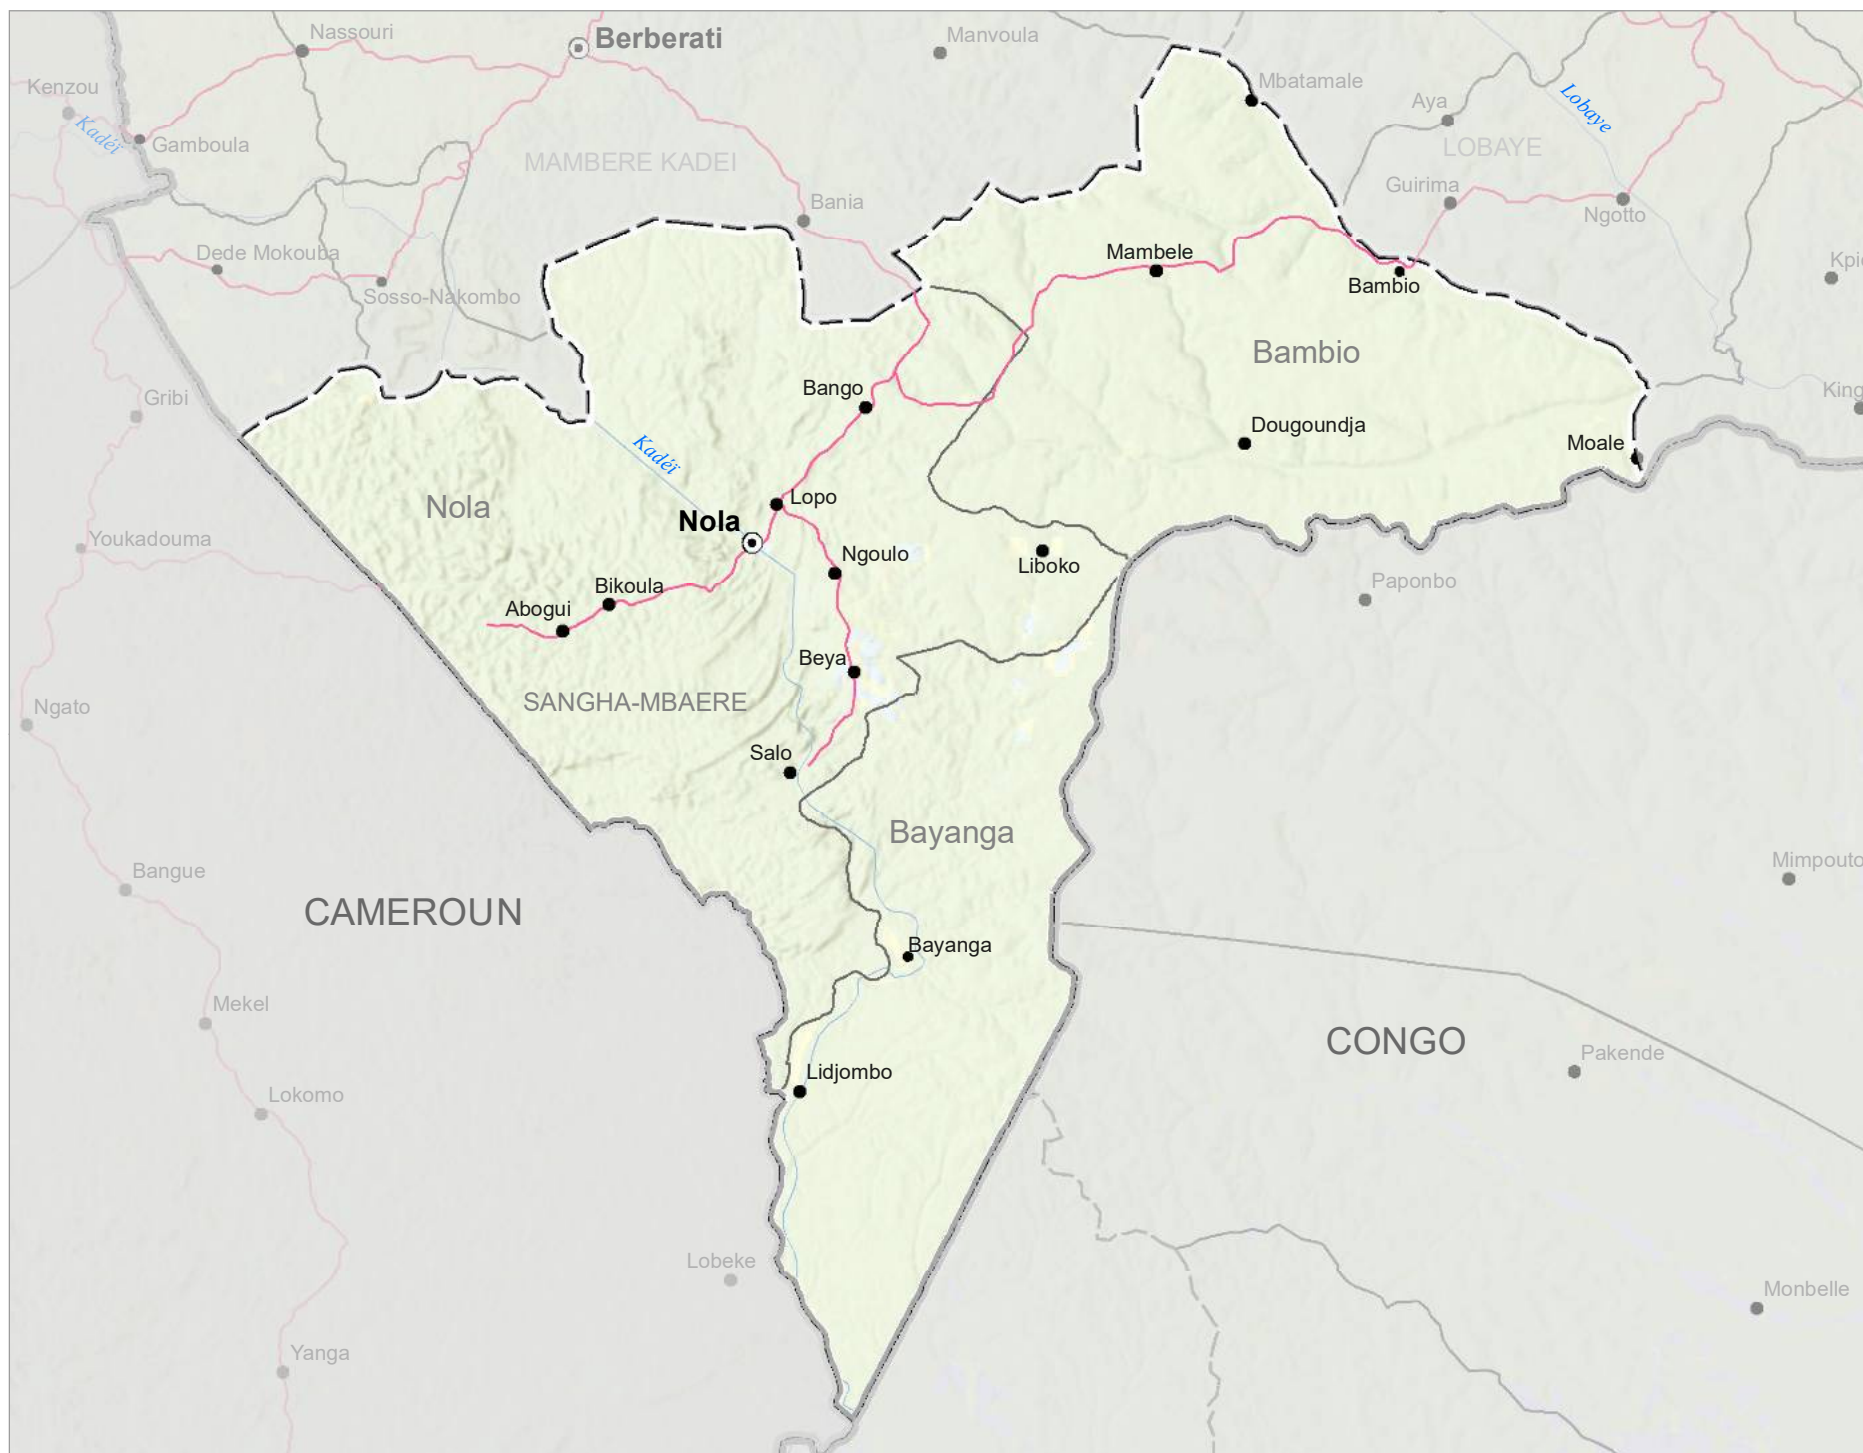 Nassouri
Berberati
Manvoula
Kenzou
Kadéï
Gamboula
MAMBERE KADEI
Mbatamale
Aya
Lobaye
LOBAYE
Guirima
Ngotto
Bania
Dede Mokouba
Sosso-Nakombo
Mambele
Bambio
Kpi
Bambio
Gribi
Bango
Dougoundja
Moale
King
Kadéï
Nola
Lopo
Nola
Youkadouma
Ngoulo
Liboko
Paponbo
Bikoula
Abogui
Beya
SANGHA-MBAERE
Ngato
Salo
Bayanga
Bangue
Mimpouto
CAMEROUN
Bayanga
Mekel
CONGO
Pakende
Lidjombo
Lokomo
Lobeke
Monbelle
Yanga